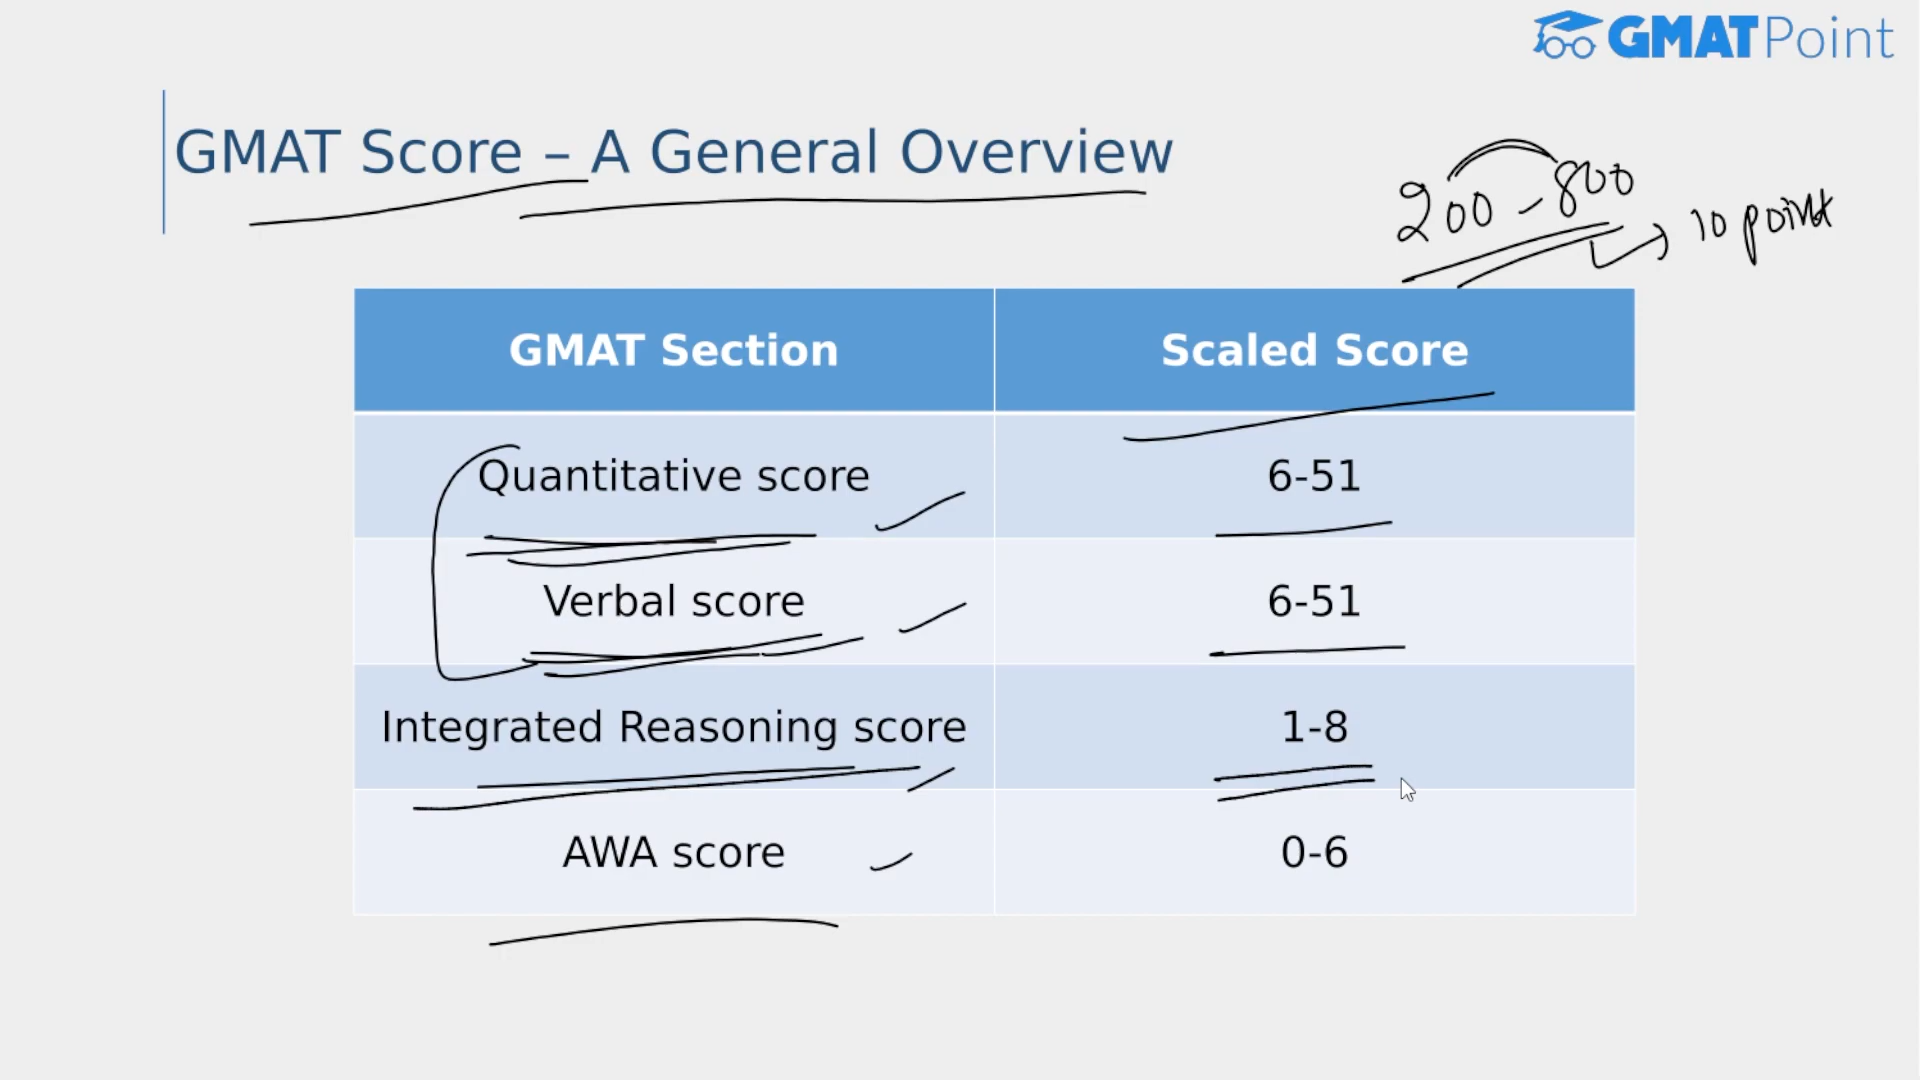 GMATPoint
GMAT Score – A General Overview
200 - 800
10 point
GMAT Section
Scaled Score
Quantitative score
6-51
Verbal score
6-51
Integrated Reasoning score
1-8
AWA score
0-6